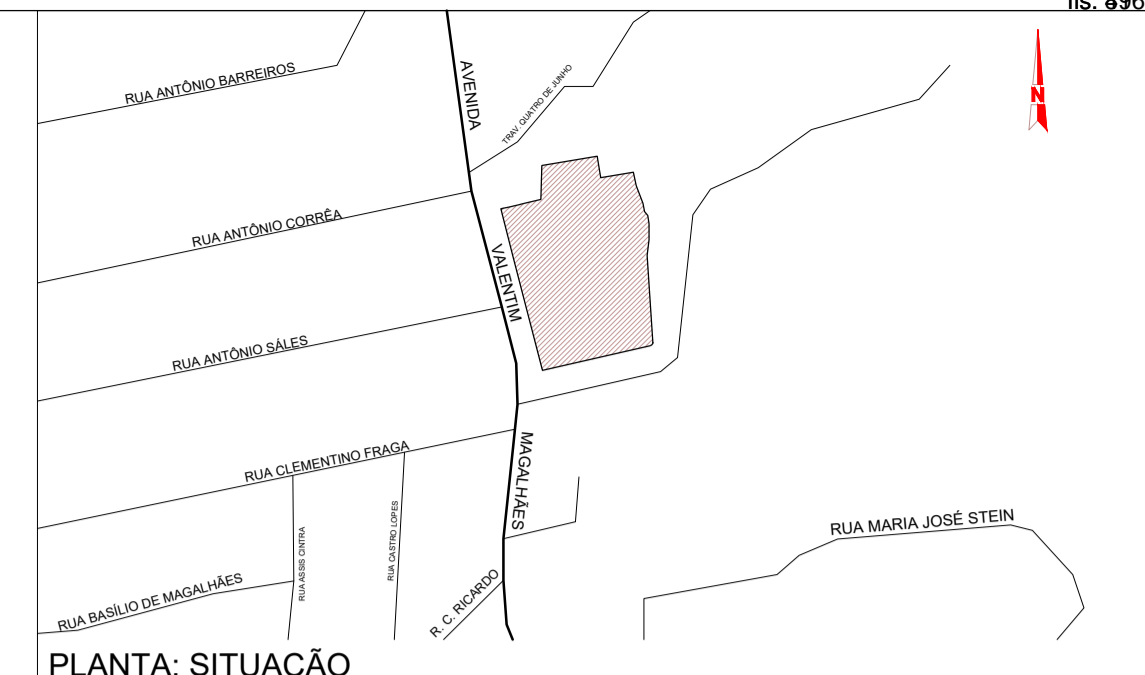 fls.
RUA ANTÔNIO BARREIROS
AVENIDA
TRAV. QUATRO DE JUNHO
N
RUA ANTÔNIO CORRÊA
VALENTIM
RUA ANTÔNIO SÁLES
MAGALHÃES
RUA CLEMENTINO FRAGA
RUA MARIA JOSÉ STEIN
RUA CASTRO LOPES
RUA ASSIS CINTRA
R. C. RICARDO
RUA BASÍLIO DE MAGALHÃES
PLANTA: SITUAÇÃO